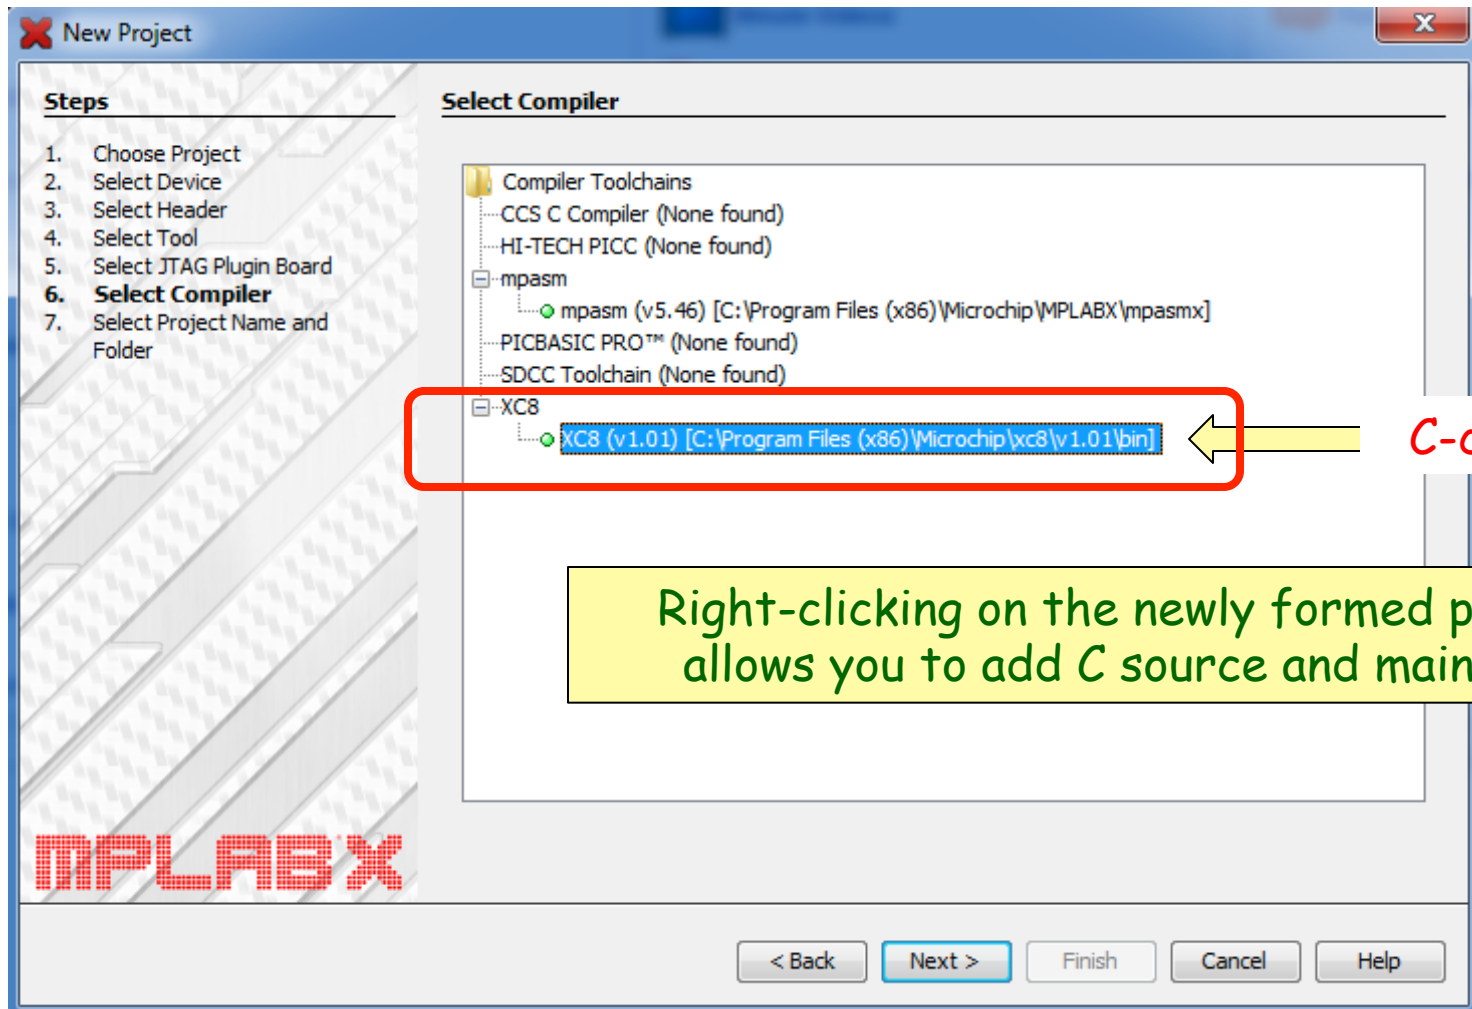 New Project
Steps
1. Choose Project
2. Select Device
3. Select Header
4. Select Tool
5. Select JTAG Plugin Board
6. Select Compiler
7. Select Project Name and
Folder
MPLAB X
Select Compiler
Compiler Toolchains
CCS C Compiler (None found)
HI-TECH PICC (None found)
mpasm
mpasm (v5.46) [C:\Program Files (x86)\Microchip\MPLABX\mpasmx]
PICBASIC PRO™ (None found)
SDCC Toolchain (None found)
XC8
XC8 (v1.01) [C:\Program Files (x86)\Microchip\xc8\v1.01\bin]
Right-clicking on the newly formed
allows you to add C source and main
< Back
Next >
Finish
Cancel
Help